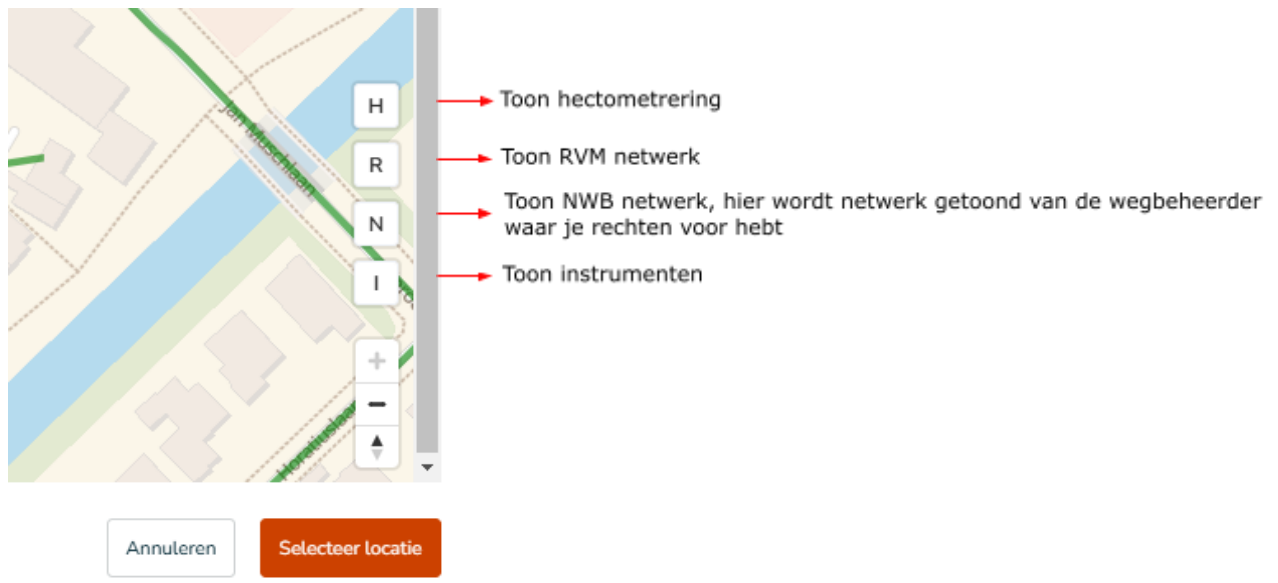 H
Toon hectometrering
Jan Muschlaan
R
Toon RVM netwerk
N
Toon NWB netwerk, hier wordt netwerk getoond van de wegbeheerder
waar je rechten voor hebt
I
Toon instrumenten
Horatiuslaan
Annuleren
Selecteer locatie